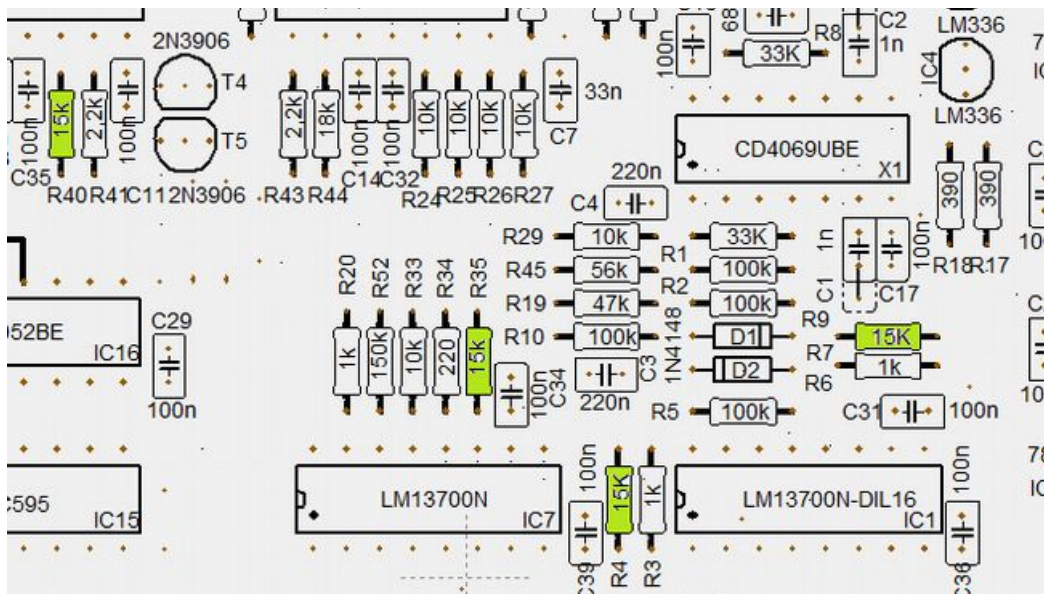 68
C2
1n
R8
33K
100n
LM336
IC4
LM336
2N3906
T4
T5
2N3906
15k
2,2k
100n
100n
C35
R40
R41
C11
2,2k
18k
100n
100n
10k
10k
10k
10k
C7
33n
R43
R44
C14
C32
R24
R25
R26
R27
CD4069UBE
X1
220n
C4
390
390
R18
R17
R29
10k
R45
56k
R19
47k
R10
100k
R1
33K
R2
100k
100k
1N4148
D1
D2
R5
100k
1n
100n
C1
C17
R9
R7
R6
15K
1k
C31
100n
R20
R52
R33
R34
R35
1k
150k
10k
220
15k
100n
C34
C3
220n
052BE
IC16
C29
100n
C595
IC15
LM13700N
IC7
100n
C39
15K
R4
1k
R3
LM13700N-DIL16
IC1
100n
C36
78
IC